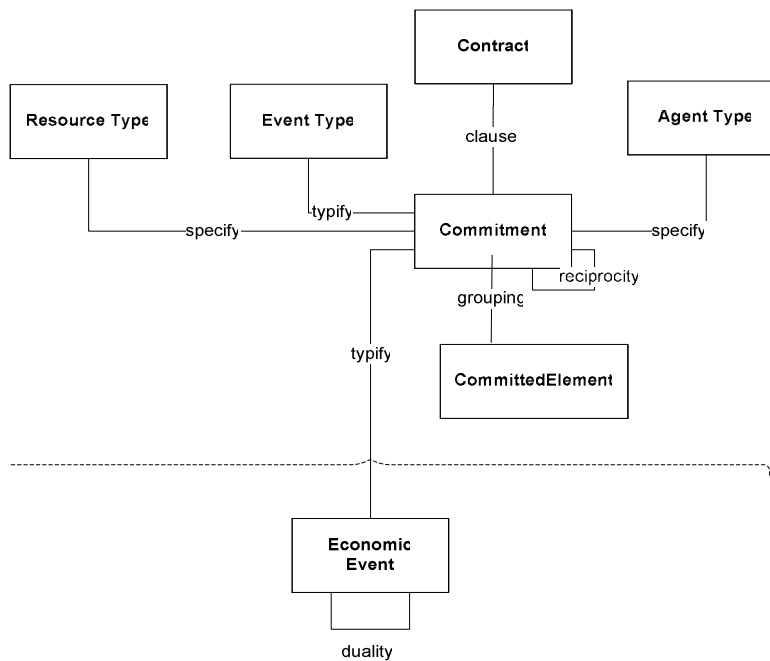 Contract
Resource Type
Event Type
Agent Type
clause
typify
specify
Commitment
specify
reciprocity
grouping
typify
CommittedElement
Economic
Event
duality